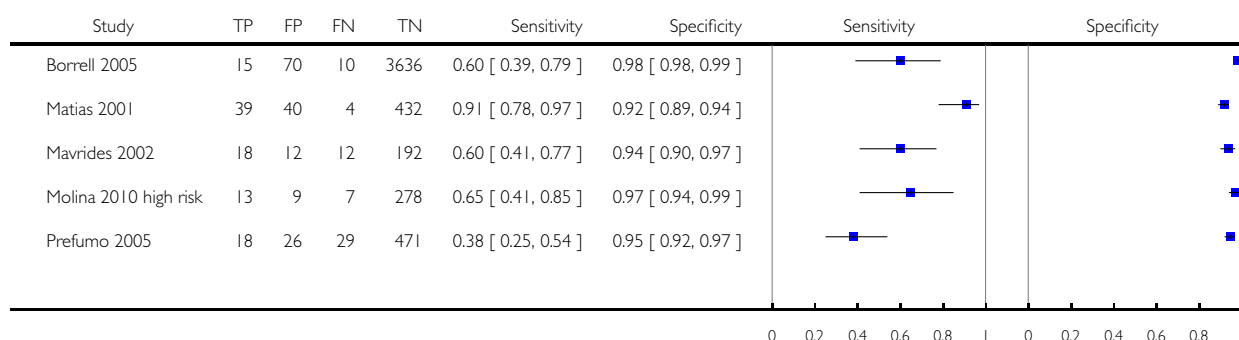 Study TP FP FN TN Sensitivity Specificity Sensitivity Specificity
Borrell 2005 15 70 10 3636 0.60 [ 0.39, 0.79 ] 0.98 [ 0.98, 0.99 ]
Matias 2001 39 40 4 432 0.91 [ 0.78, 0.97 ] 0.92 [ 0.89, 0.94 ]
Mavrides 2002 18 12 12 192 0.60 [ 0.41, 0.77 ] 0.94 [ 0.90, 0.97 ]
Molina 2010 high risk 13 9 7 278 0.65 [ 0.41, 0.85 ] 0.97 [ 0.94, 0.99 ]
Prefumo 2005 18 26 29 471 0.38 [ 0.25, 0.54 ] 0.95 [ 0.92, 0.97 ]
0 0.2 0.4 0.6 0.8 1 0 0.2 0.4 0.6 0.8